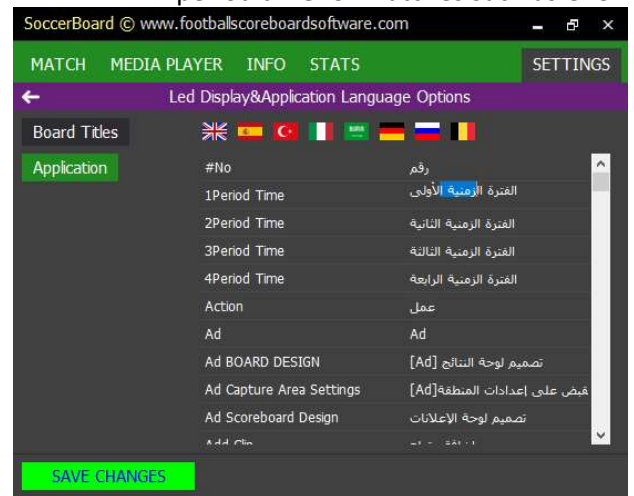 SoccerBoard © www.footballscoreboardsoftware.com
MATCH MEDIA PLAYER INFO STATS SETTINGS
Led Display&Application Language Options
Board Titles
Application
#No رقم
1Period Time الفترة الزمنية الأولى
2Period Time الفترة الزمنية الثانية
3Period Time الفترة الزمنية الثالثة
4Period Time الفترة الزمنية الرابعة
Action عمل
Ad Ad
Ad BOARD DESIGN تصميم لوحة النتائج [Ad]
Ad Capture Area Settings قبض على إعدادات المنطقة[Ad]
Ad Scoreboard Design تصميم لوحة الإعلانات
Add Clip
SAVE CHANGES